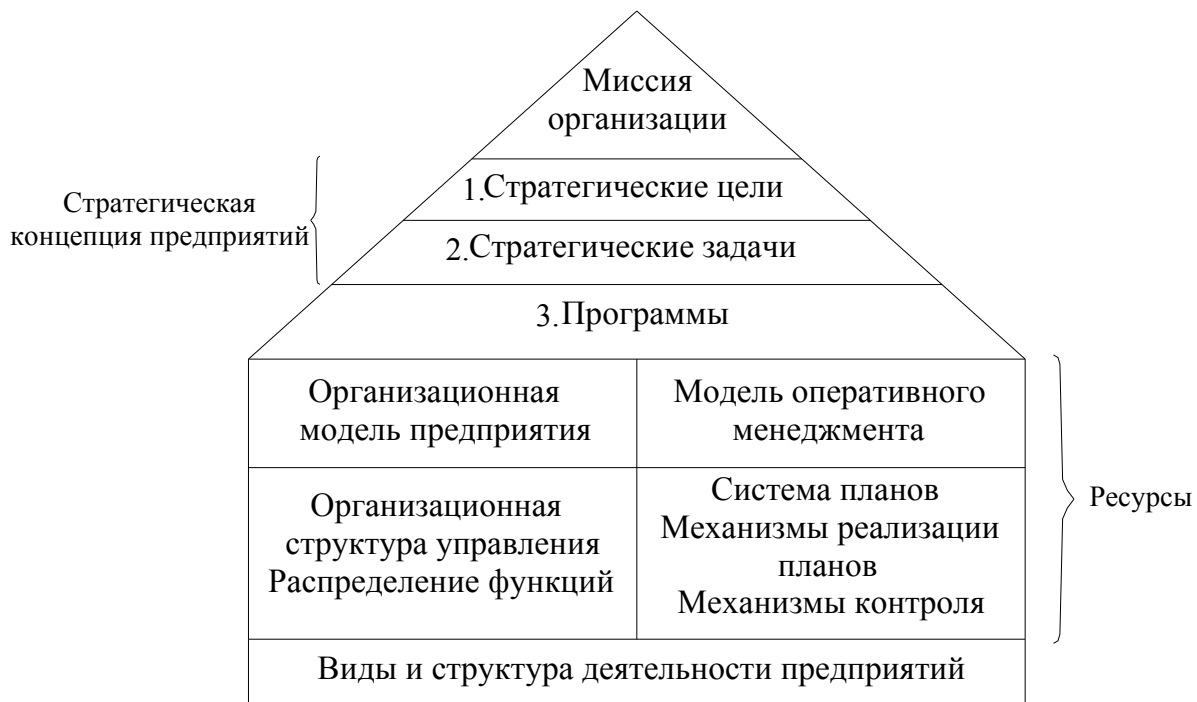 Миссия
организации
1.Стратегические цели
Стратегическая
концепция предприятий
2.Стратегические задачи
3.Программы
Организационная
модель предприятия
Модель оперативного
менеджмента
Организационная
структура управления
Распределение функций
Система планов
Механизмы реализации
планов
Механизмы контроля
Ресурсы
Виды и структура деятельности предприятий